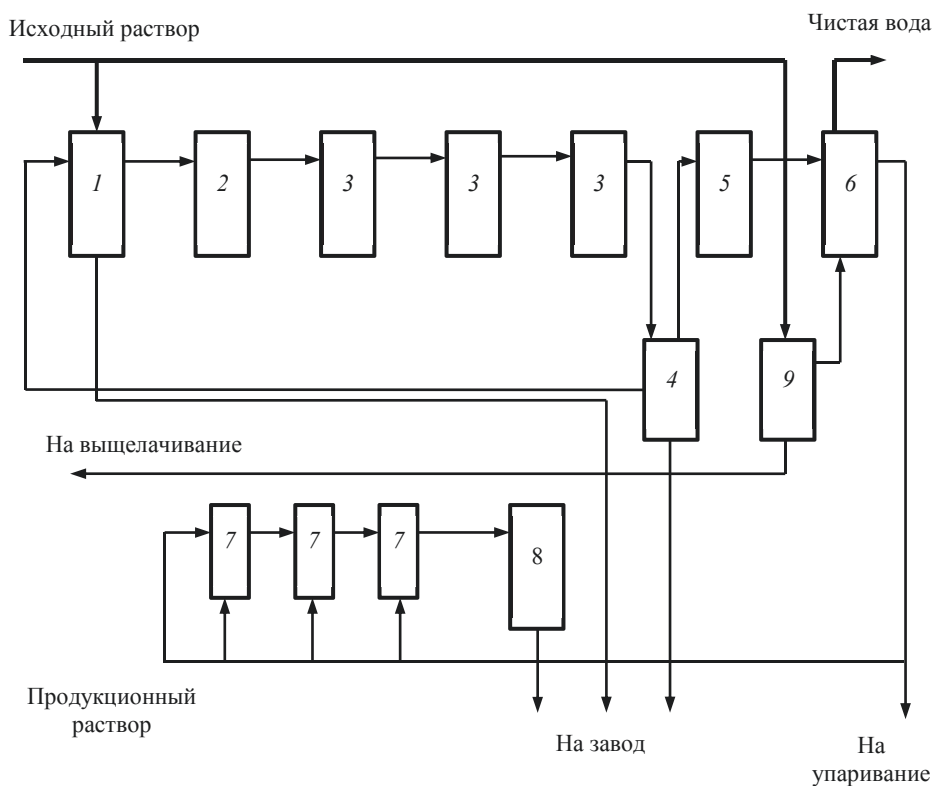 Исходный раствор
Чистая вода
1
2
3
3
3
5
6
4
9
На выщелачивание
7
7
7
8
Продукционный
раствор
На завод
На
упаривание